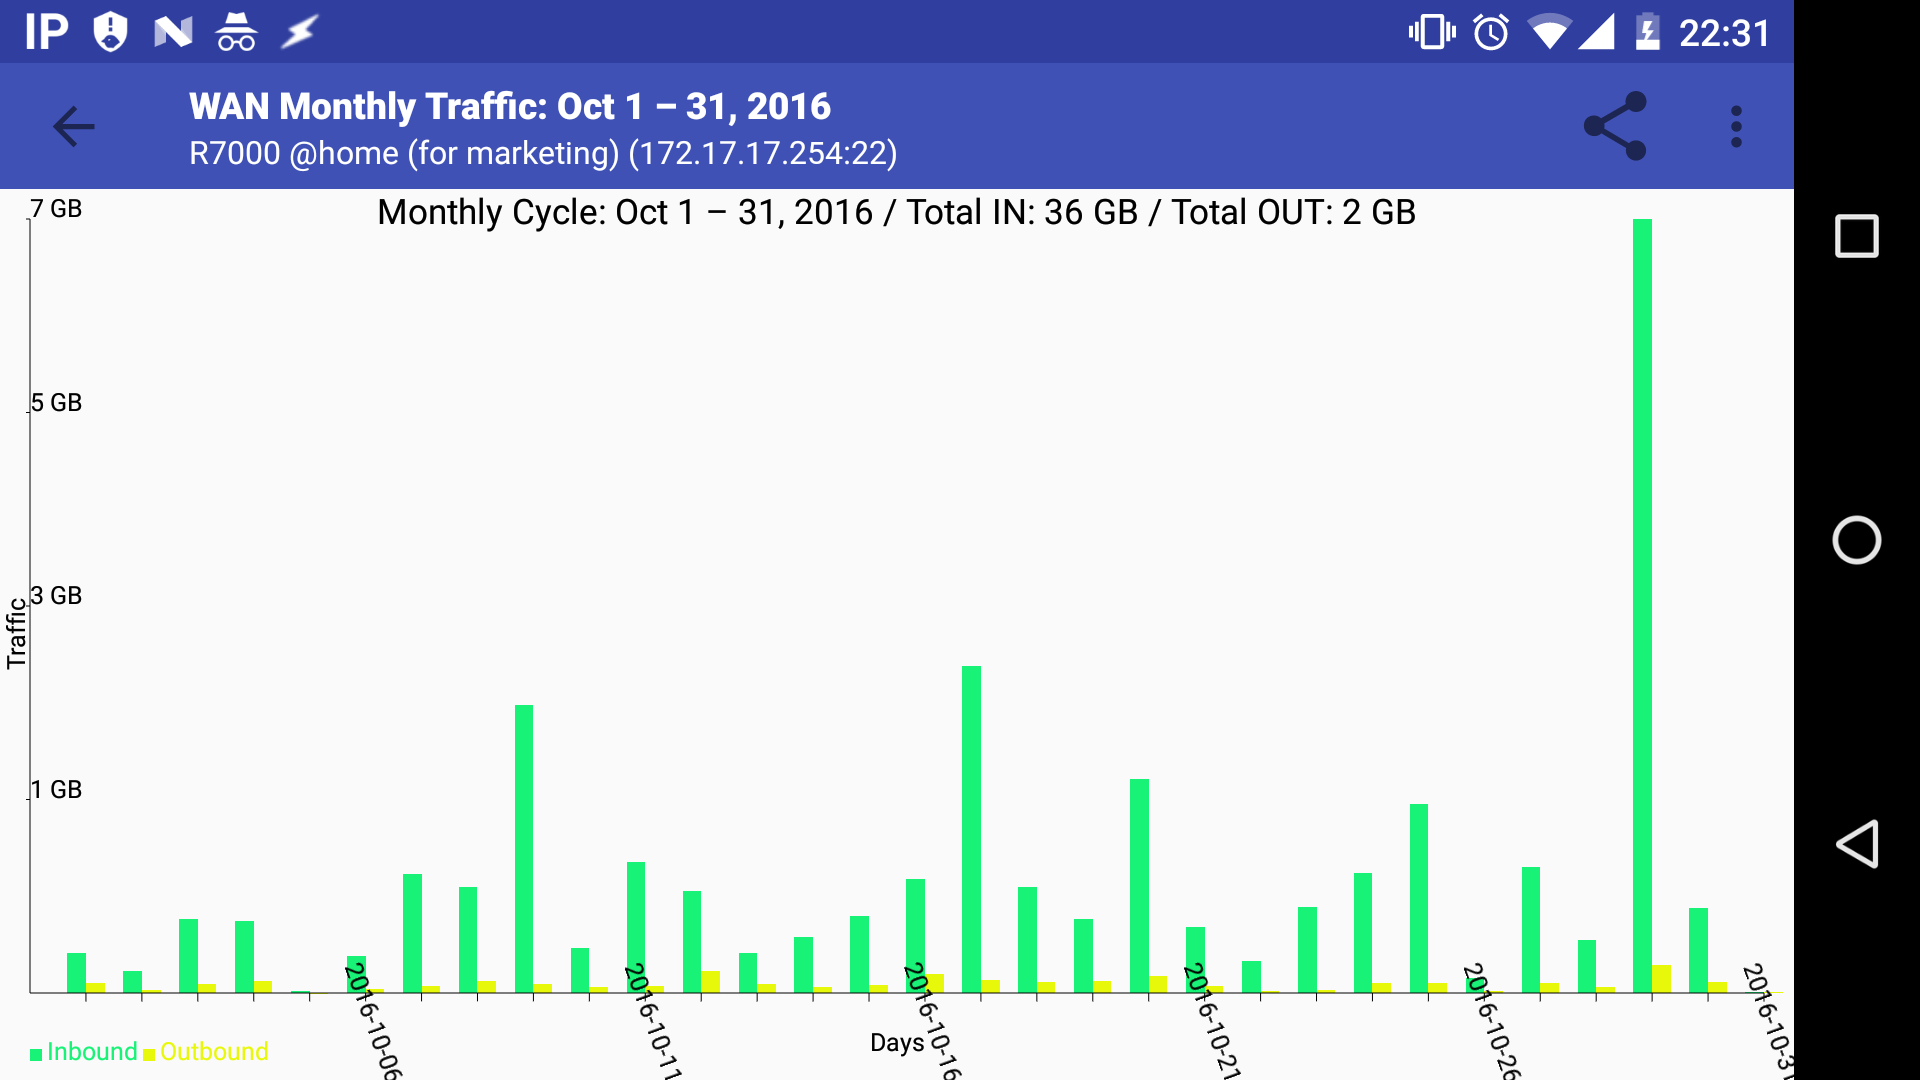 IP 22:31
WAN Monthly Traffic: Oct 1 – 31, 2016
R7000 @home (for marketing) (172.17.17.254:22)
Monthly Cycle: Oct 1 – 31, 2016 / Total IN: 36 GB / Total OUT: 2 GB
7 GB
5 GB
3 GB
1 GB
Traffic
2016-10-06
2016-10-11
2016-10-16
2016-10-21
2016-10-26
2016-10-31
Days
Inbound Outbound